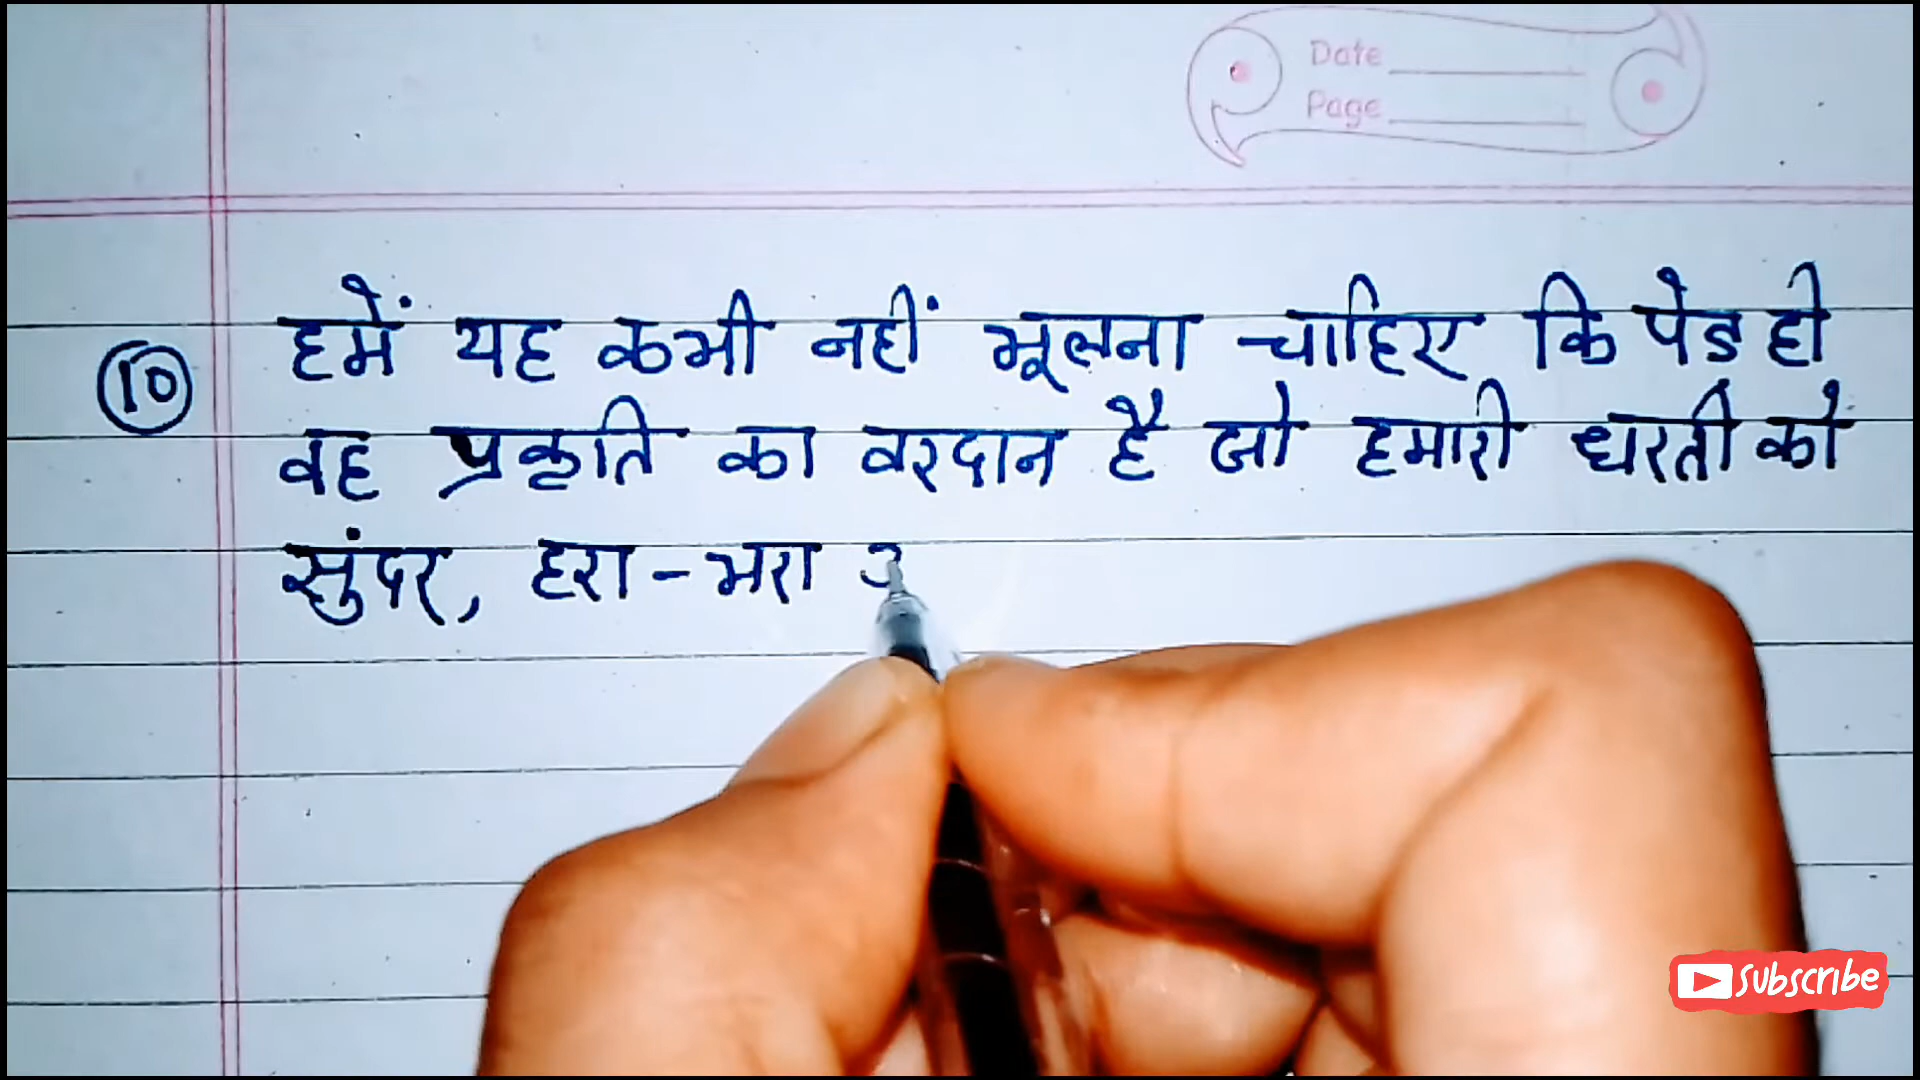 Date
Page
हमें यह कभी नहीं भूलना चाहिए कि पेड ही
10 वह प्रकृति का वरदान है जो हमारी धरती को
सुंदर, हरा-भरा
Subscribe